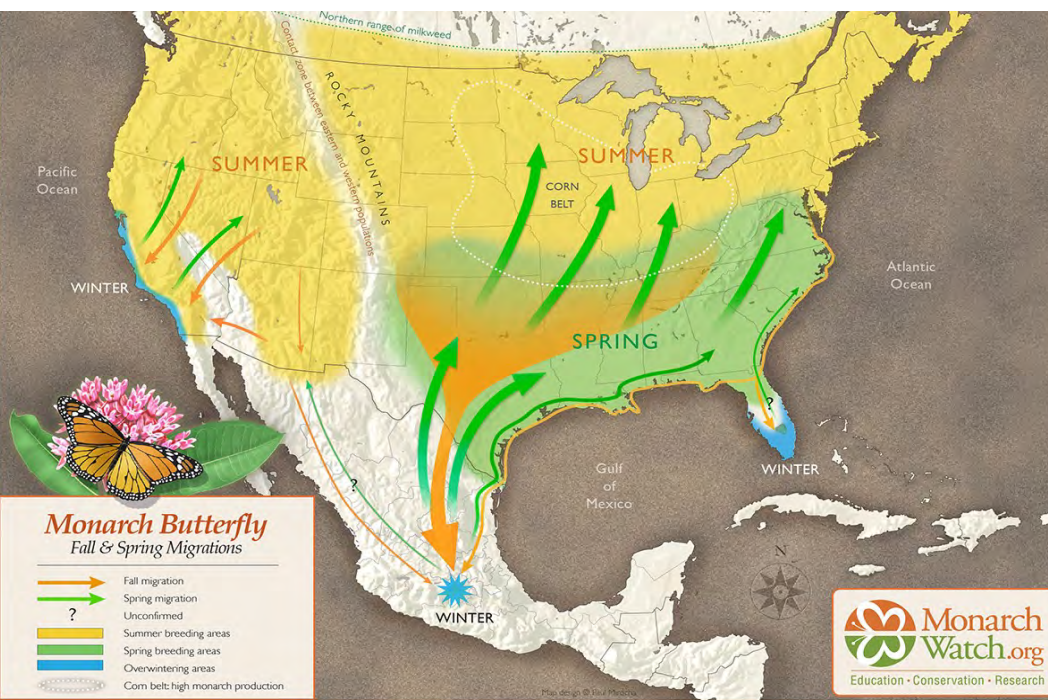 Northern range of milkweed
Contact zone between eastern and western populations
ROCKY MOUNTAINS
Pacific
Ocean
SUMMER
SUMMER
CORN
BELT
Atlantic
Ocean
WINTER
SPRING
?
?
Gulf
of
Mexico
WINTER
WINTER
N
Monarch Butterfly
Fall & Spring Migrations
Fall migration
Spring migration
? Unconfirmed
Summer breeding areas
Spring breeding areas
Overwintering areas
Corn belt: high monarch production
Monarch
Watch.org
Education • Conservation • Research
Map design © Paul